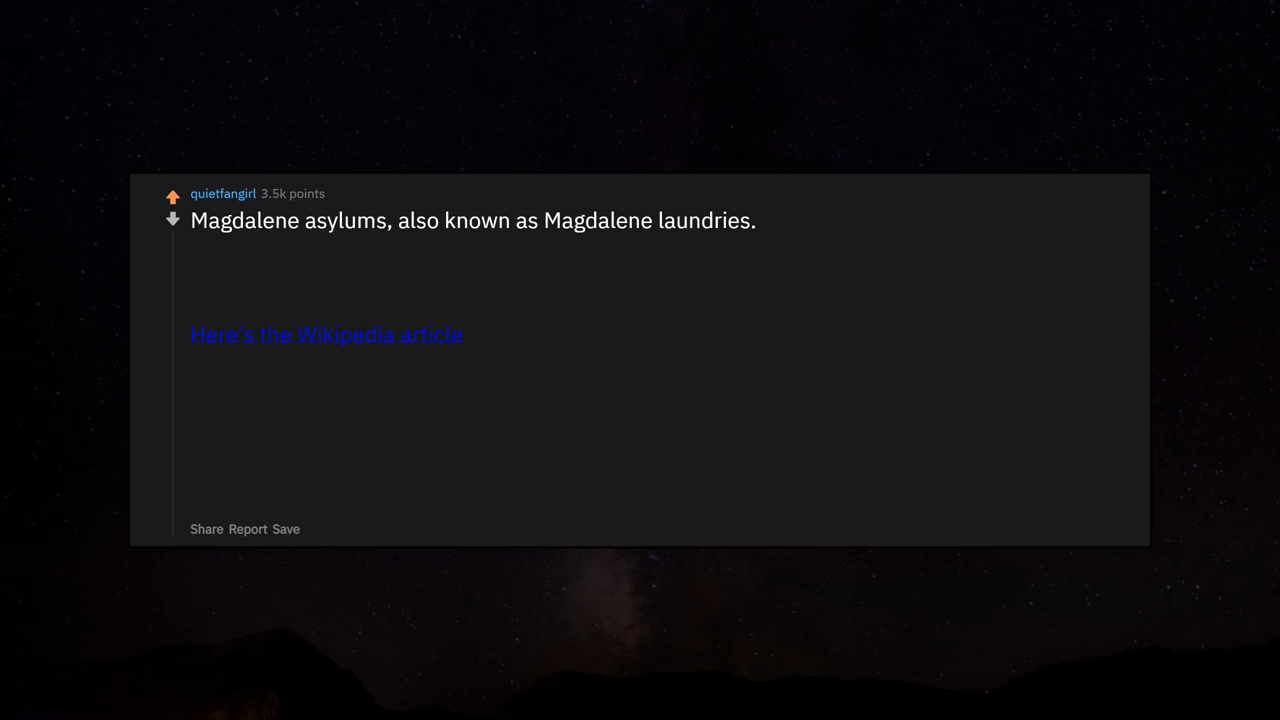 quietfangirl 3.5k points
Magdalene asylums, also known as Magdalene laundries.
Here's the Wikipedia article
Share Report Save